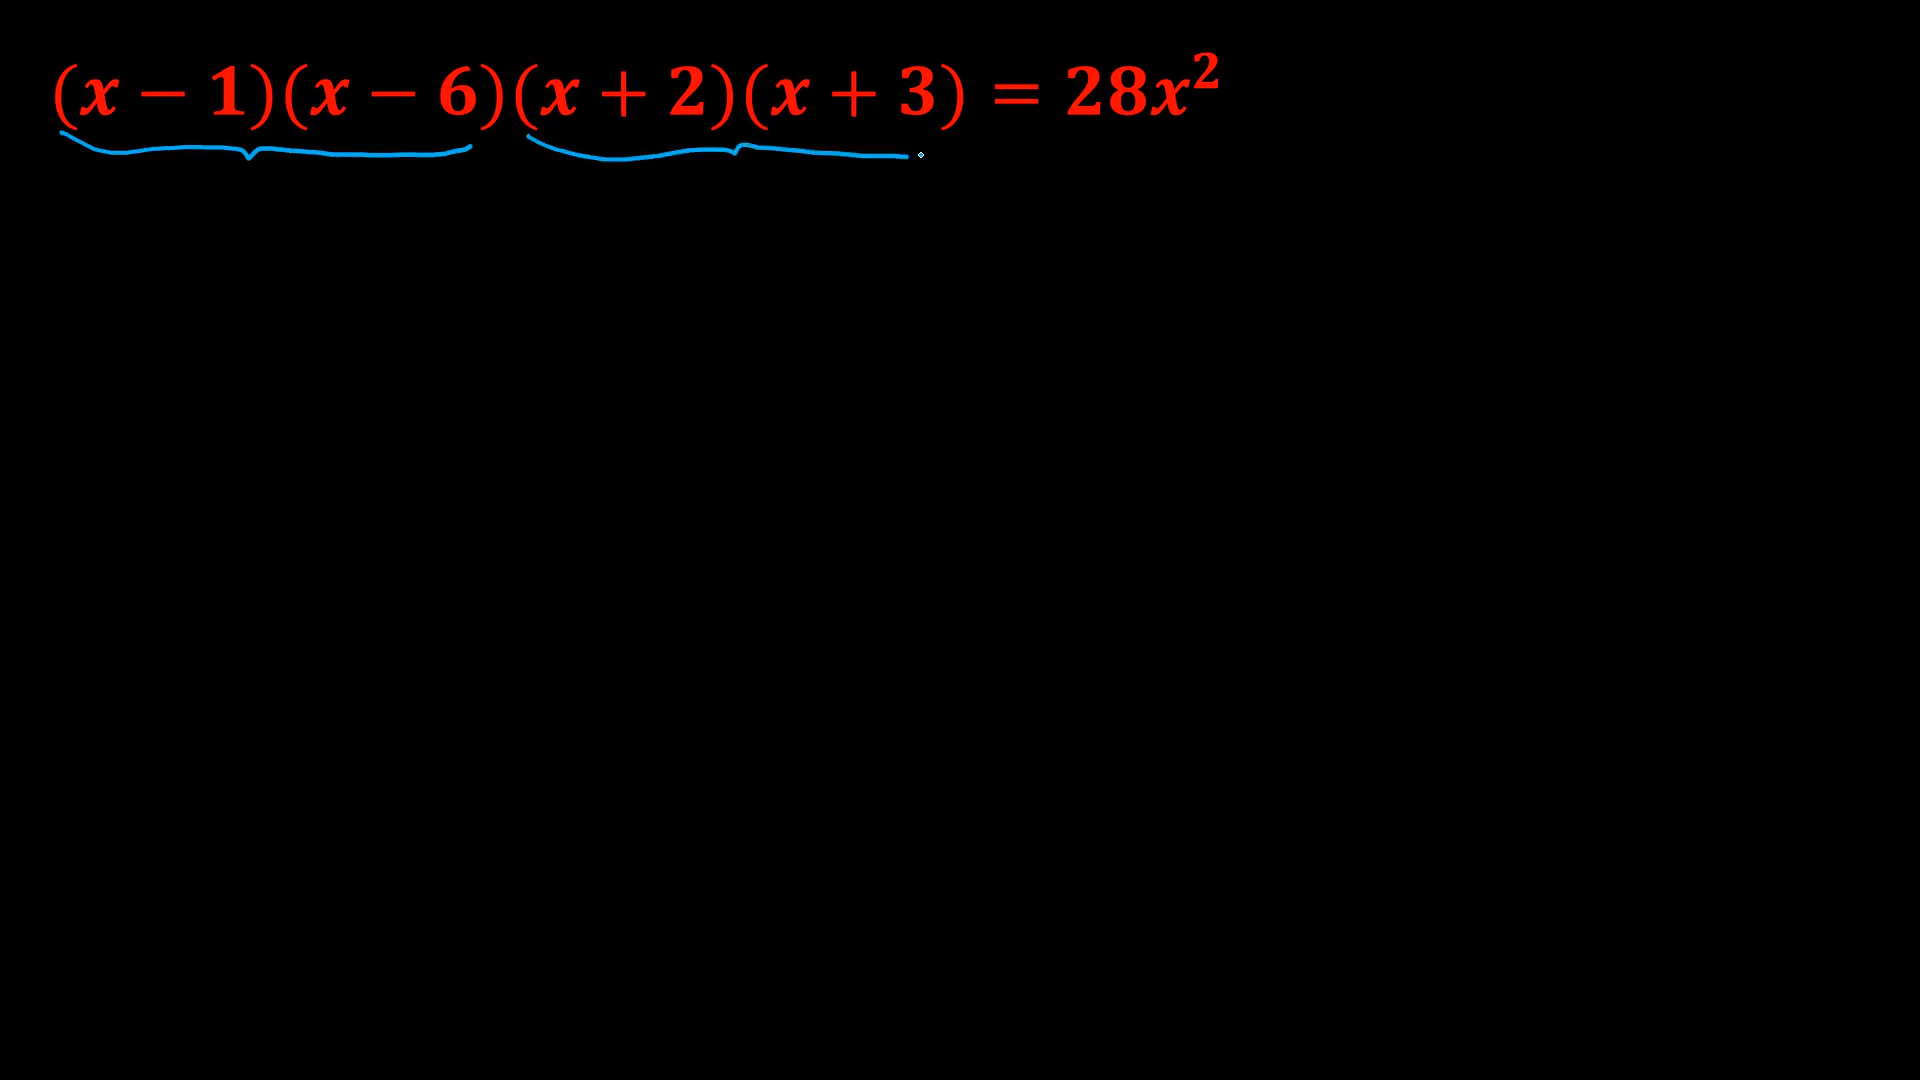 (x − 1)(x − 6)(x + 2)(x + 3) = 28x²